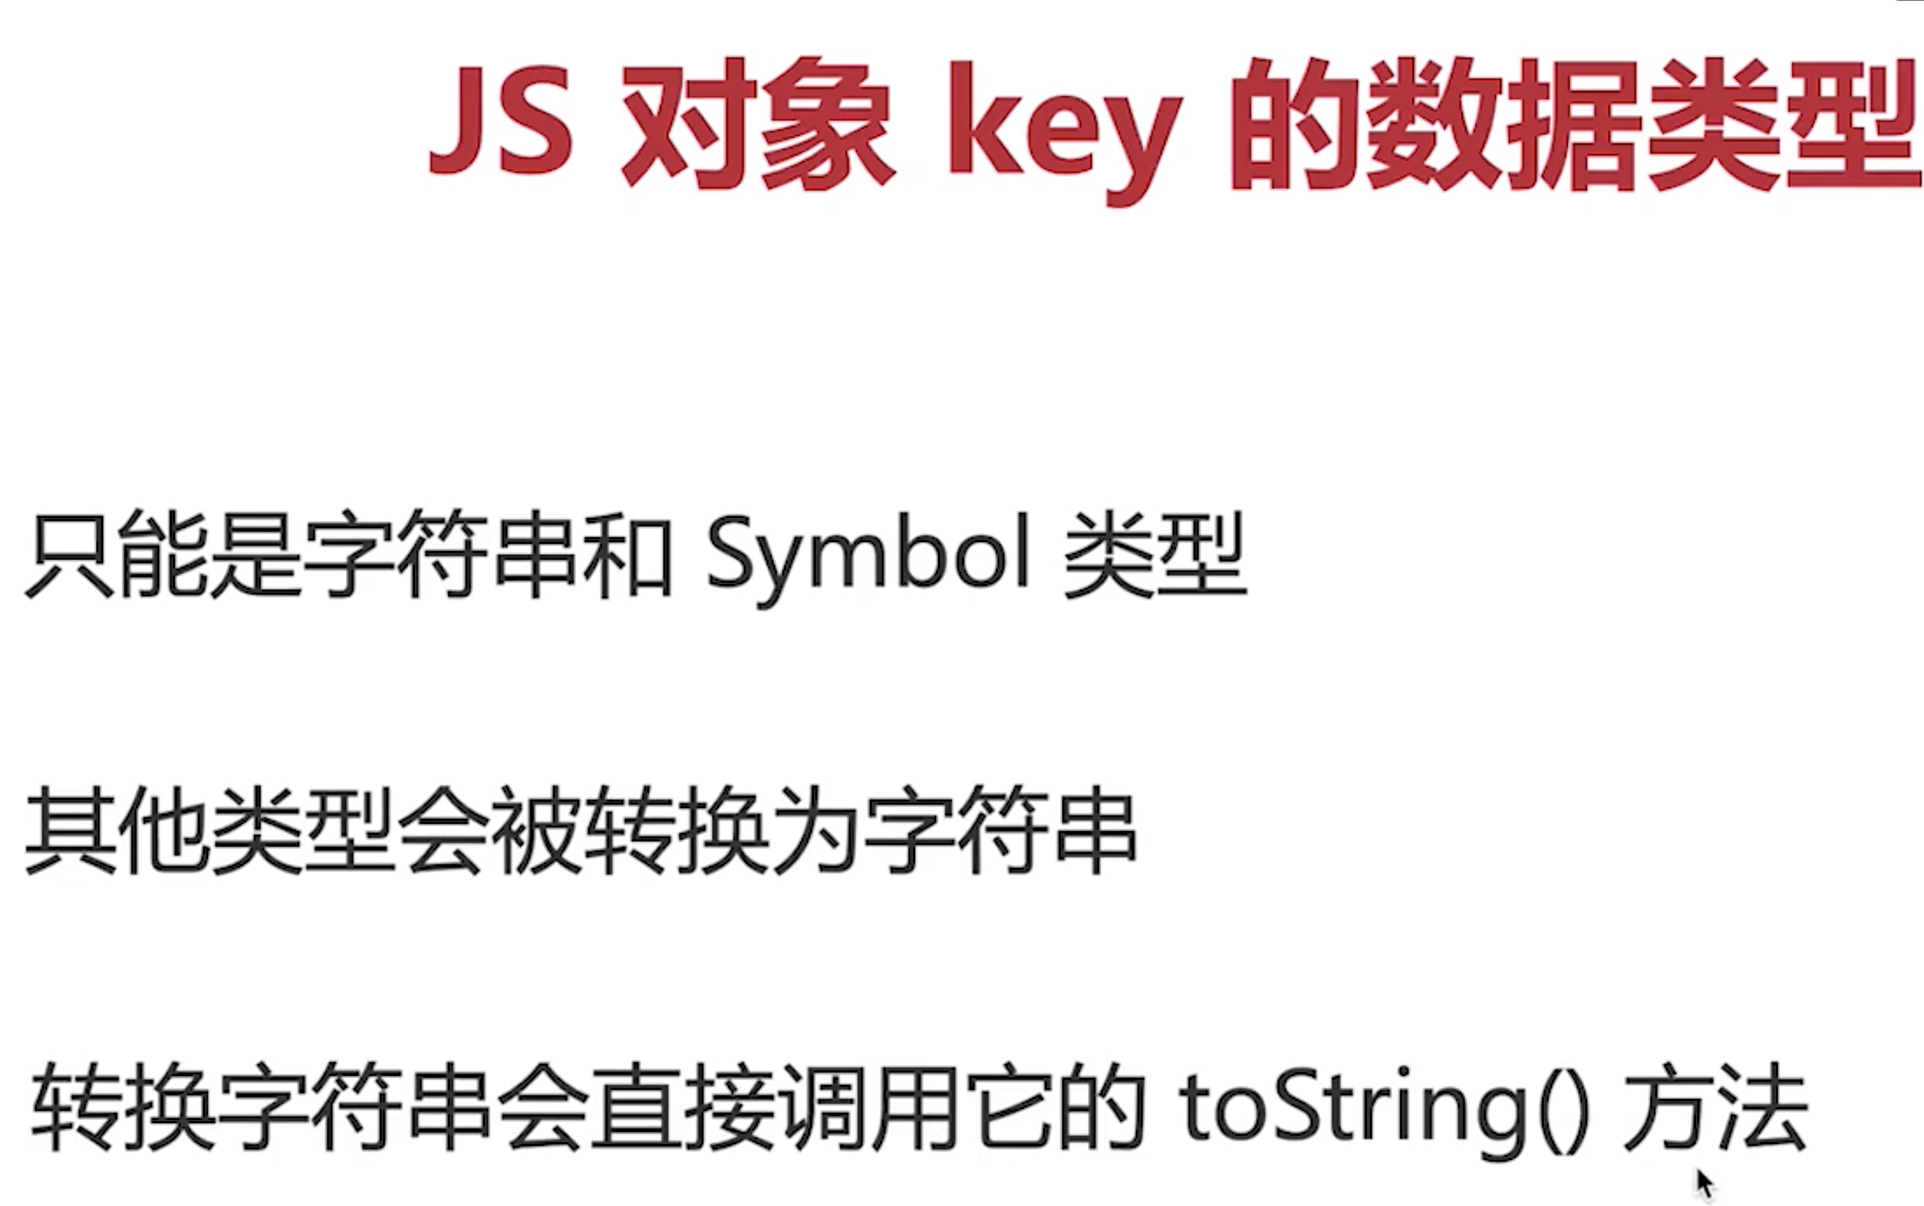 JS 对象 key 的数据类型
只能是字符串和 Symbol 类型
其他类型会被转换为字符串
转换字符串会直接调用它的 toString() 方法